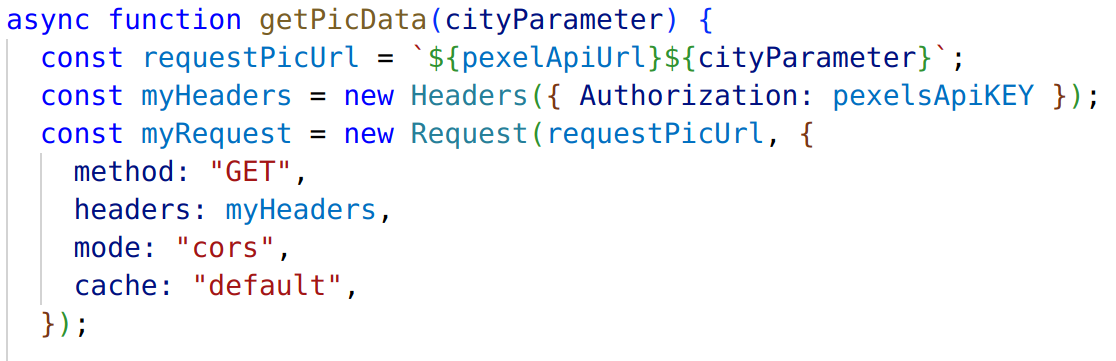 async function getPicData(cityParameter) {
  const requestPicUrl = `${pexelApiUrl}${cityParameter}`;
  const myHeaders = new Headers({ Authorization: pexelsApiKEY });
  const myRequest = new Request(requestPicUrl, {
    method: "GET",
    headers: myHeaders,
    mode: "cors",
    cache: "default",
  });